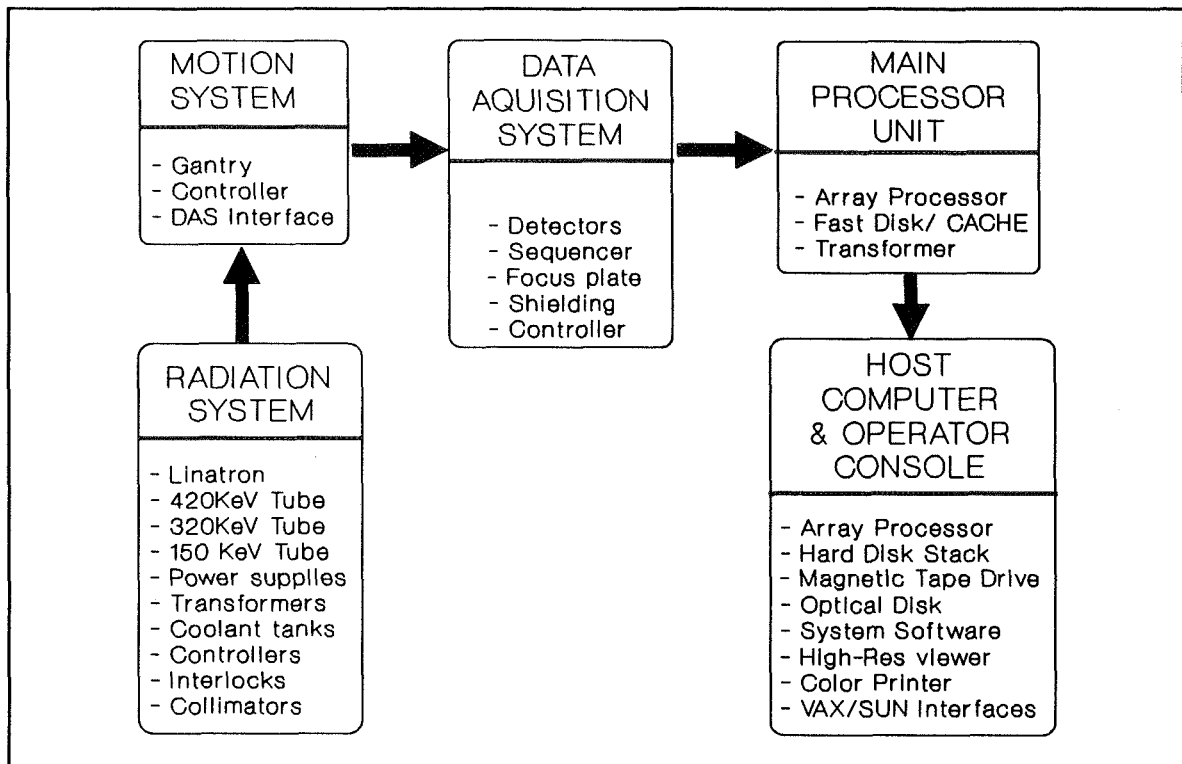 MOTION
SYSTEM
- Gantry
- Controller
- DAS Interface
DATA
AQUISITION
SYSTEM
- Detectors
- Sequencer
- Focus plate
- Shielding
- Controller
MAIN
PROCESSOR
UNIT
- Array Processor
- Fast Disk/ CACHE
- Transformer
RADIATION
SYSTEM
- Linatron
- 420KeV Tube
- 320KeV Tube
- 150 KeV Tube
- Power supplies
- Transformers
- Coolant tanks
- Controllers
- Interlocks
- Collimators
HOST
COMPUTER
& OPERATOR
CONSOLE
- Array Processor
- Hard Disk Stack
- Magnetic Tape Drive
- Optical Disk
- System Software
- High-Res viewer
- Color Printer
- VAX/SUN Interfaces